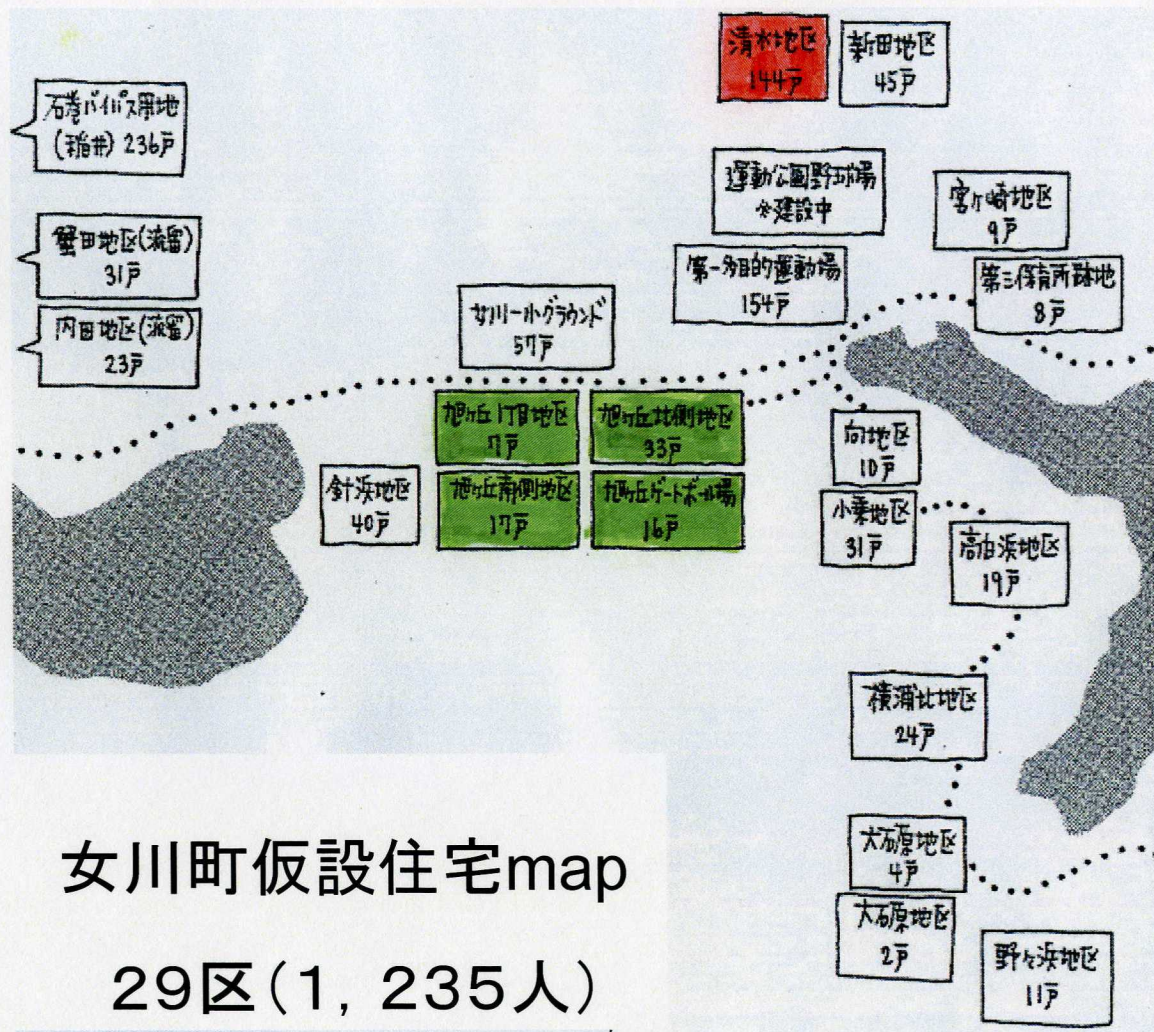 清水地区
144戸
新田地区
45戸
石巻バイパス用地
(稲井) 236戸
運動公園野球場
※建設中
宮ヶ崎地区
9戸
蟹田地区(流留)
31戸
第一多目的運動場
154戸
第三保育所跡地
8戸
女川一小グラウンド
57戸
内田地区(流留)
23戸
旭ヶ丘1丁目地区
7戸
旭ヶ丘北側地区
33戸
向地区
10戸
針浜地区
40戸
旭ヶ丘南側地区
17戸
旭ヶ丘ゲートボール場
16戸
小乗地区
31戸
高白浜地区
19戸
横浦北地区
24戸
大石原地区
4戸
大石原地区
2戸
野々浜地区
11戸
女川町仮設住宅map
29区(1, 235人)